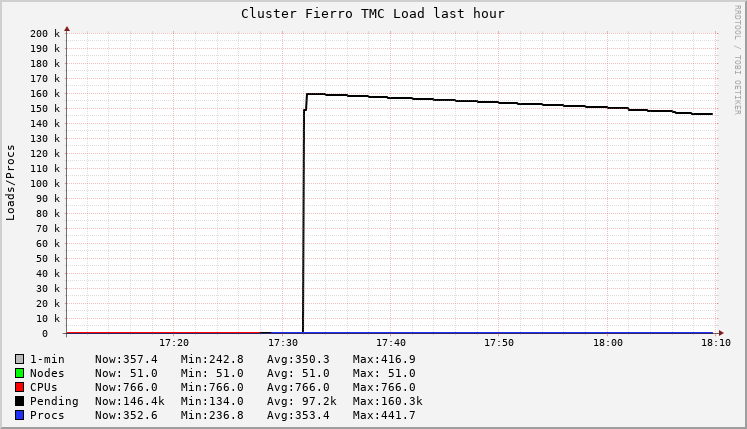 Cluster Fierro TMC Load last hour
RRDTOOL / TOBI OETIKER
Loads/Procs
200 k
190 k
180 k
170 k
160 k
150 k
140 k
130 k
120 k
110 k
100 k
90 k
80 k
70 k
60 k
50 k
40 k
30 k
20 k
10 k
0
17:20 17:30 17:40 17:50 18:00 18:10
1-min Now:357.4 Min:242.8 Avg:350.3 Max:416.9
Nodes Now: 51.0 Min: 51.0 Avg: 51.0 Max: 51.0
CPUs Now:766.0 Min:766.0 Avg:766.0 Max:766.0
Pending Now:146.4k Min:134.0 Avg: 97.2k Max:160.3k
Procs Now:352.6 Min:236.8 Avg:353.4 Max:441.7